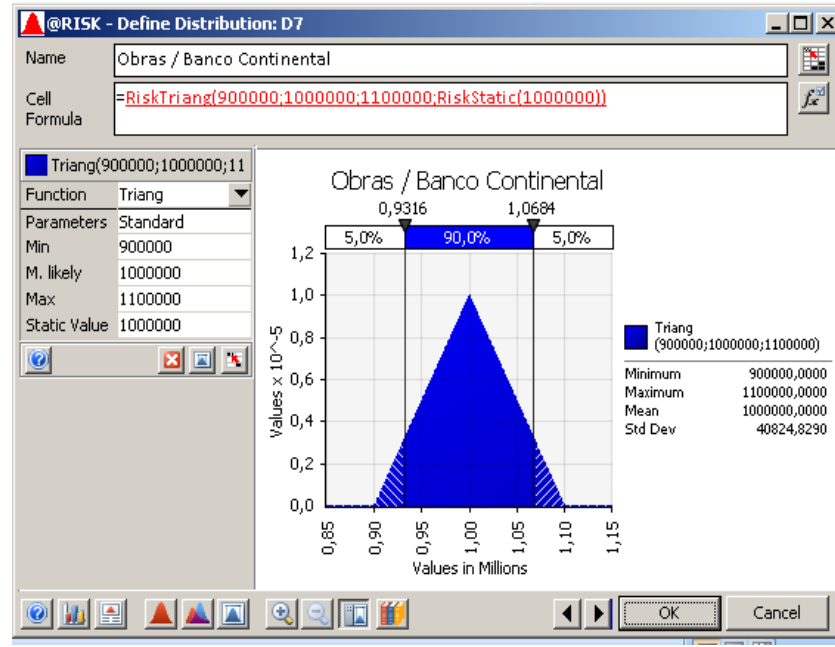 @RISK - Define Distribution: D7
Name
Obras / Banco Continental
Cell
Formula
=RiskTriang(900000;1000000;1100000;RiskStatic(1000000))
Triang(900000;1000000;11
Function Triang
Parameters Standard
Min 900000
M. likely 1000000
Max 1100000
Static Value 1000000
Obras / Banco Continental
0,9316 1,0684
5,0% 90,0% 5,0%
1,2
1,0
0,8
0,6
0,4
0,2
0,0
Values x 10^-5
0,85 0,90 0,95 1,00 1,05 1,10 1,15
Values in Millions
Triang
(900000;1000000;1100000)
Minimum 900000,0000
Maximum 1100000,0000
Mean 1000000,0000
Std Dev 40824,8290
OK Cancel